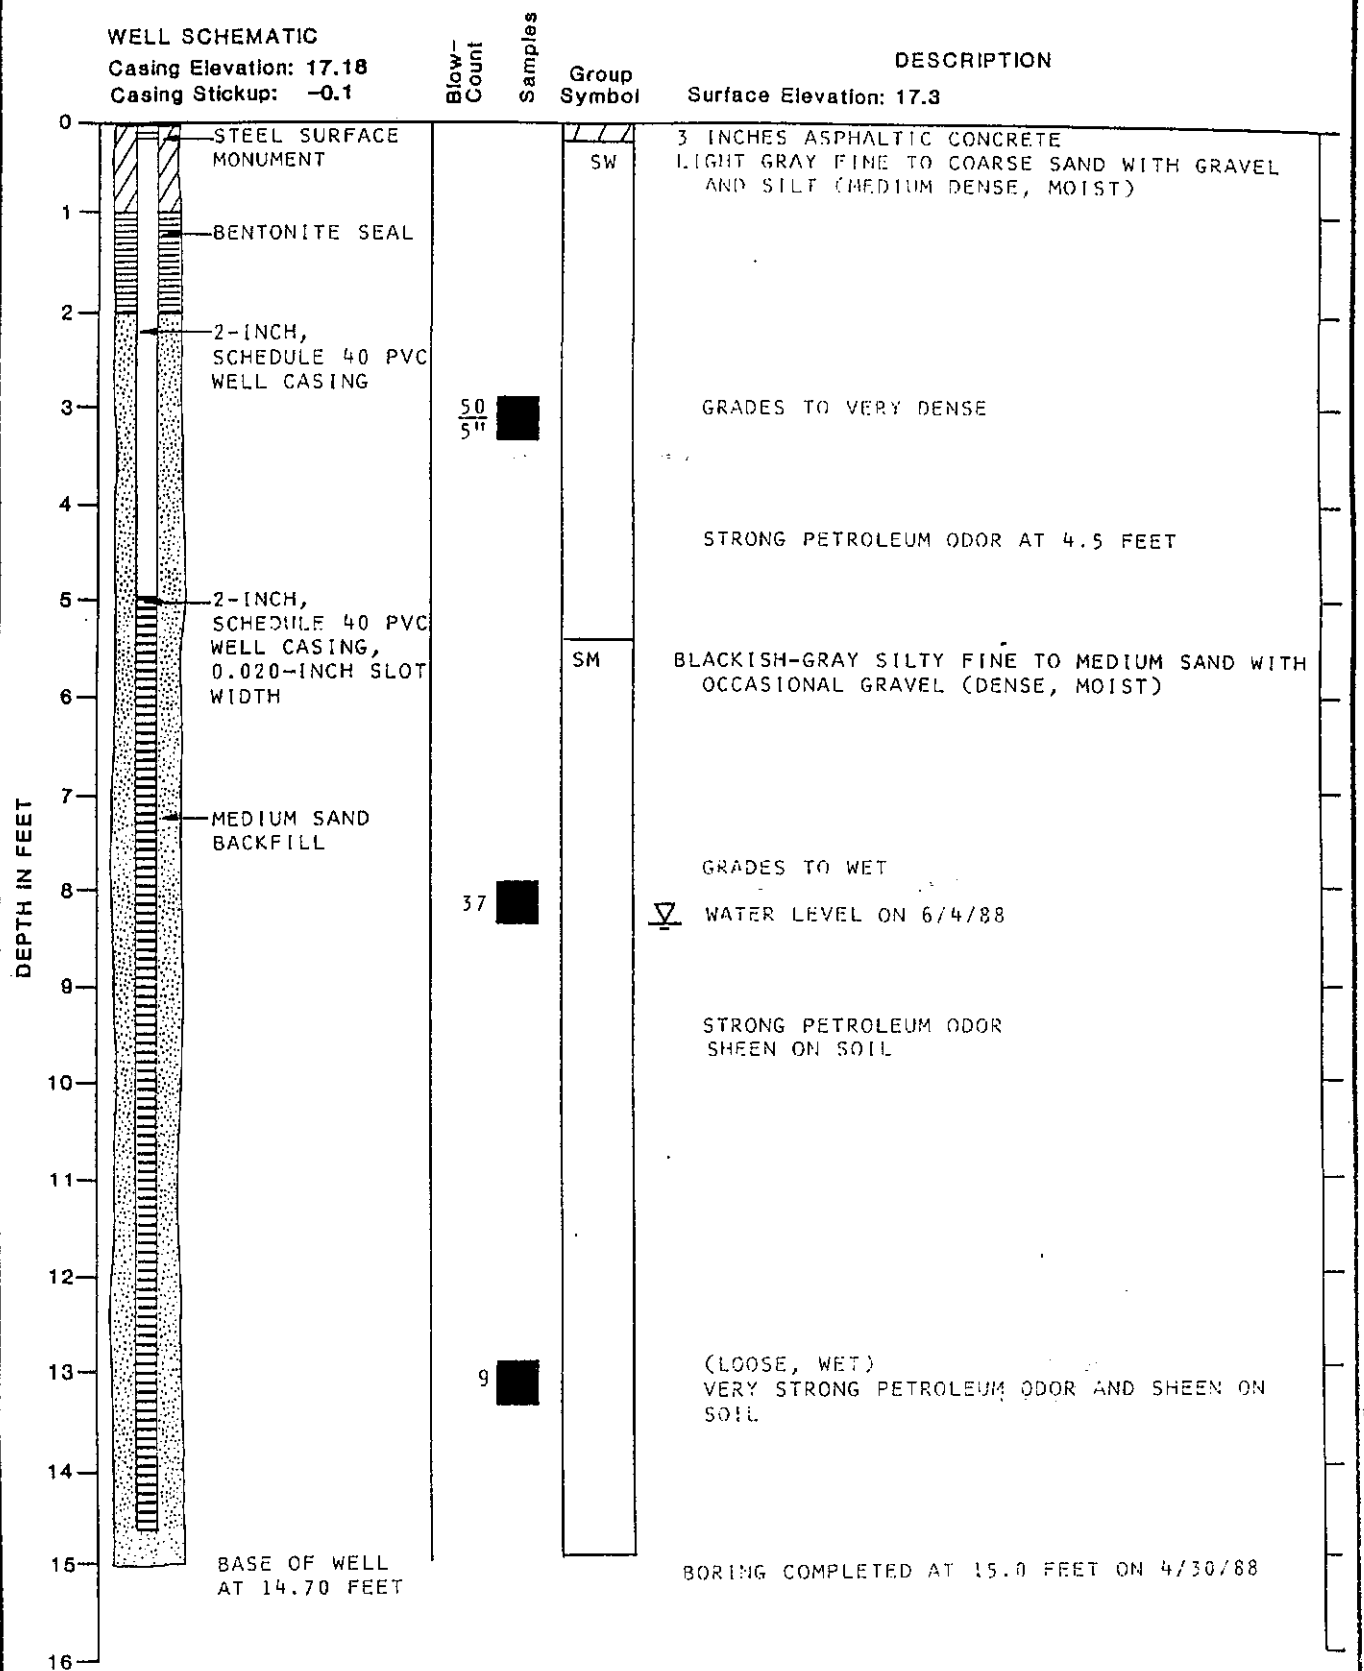 WELL SCHEMATIC
Casing Elevation: 17.18
Casing Stickup: -0.1
Blow-
Count
Samples
Group
Symbol
DESCRIPTION
Surface Elevation: 17.3
DEPTH IN FEET
0
STEEL SURFACE
MONUMENT
3 INCHES ASPHALTIC CONCRETE
SW
LIGHT GRAY FINE TO COARSE SAND WITH GRAVEL
AND SILT (MEDIUM DENSE, MOIST)
1
BENTONITE SEAL
2
2-INCH,
SCHEDULE 40 PVC
WELL CASING
3
50
5"
GRADES TO VERY DENSE
4
STRONG PETROLEUM ODOR AT 4.5 FEET
5
2-INCH,
SCHEDULE 40 PVC
WELL CASING,
0.020-INCH SLOT
WIDTH
SM
BLACKISH-GRAY SILTY FINE TO MEDIUM SAND WITH
OCCASIONAL GRAVEL (DENSE, MOIST)
6
7
MEDIUM SAND
BACKFILL
GRADES TO WET
8
37
WATER LEVEL ON 6/4/88
9
STRONG PETROLEUM ODOR
SHEEN ON SOIL
10
11
12
13
9
(LOOSE, WET)
VERY STRONG PETROLEUM ODOR AND SHEEN ON
SOIL
14
15
BASE OF WELL
AT 14.70 FEET
BORING COMPLETED AT 15.0 FEET ON 4/30/88
16